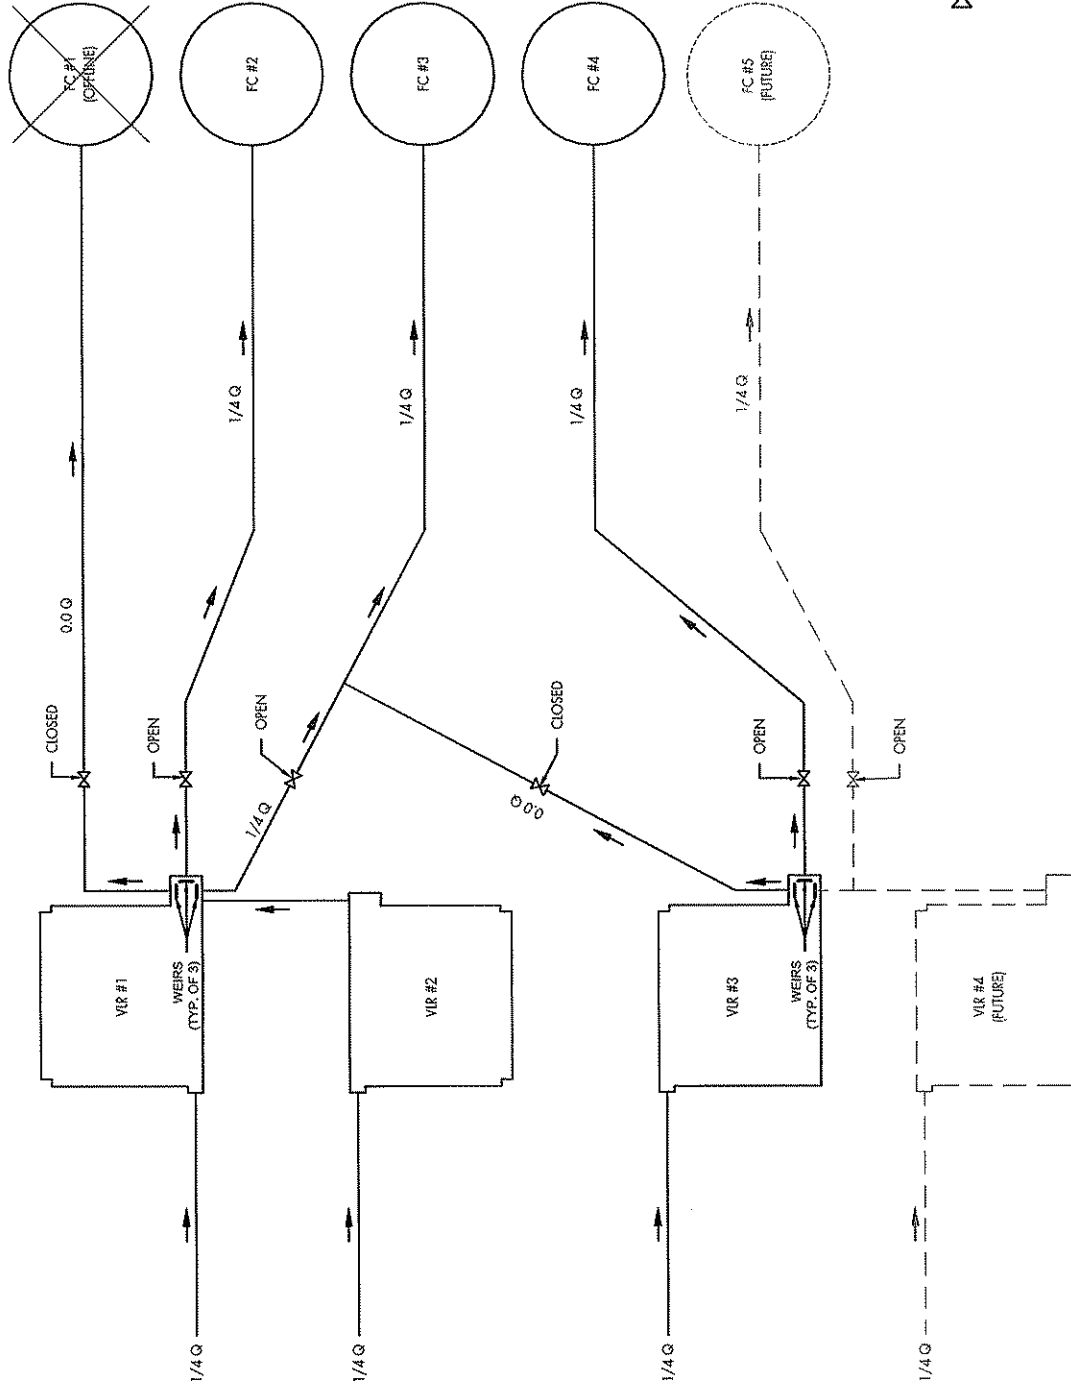 FC #1
(OFFLINE)
FC #2
FC #3
FC #4
FC #5
(FUTURE)
1/4 Q
1/4 Q
1/4 Q
1/4 Q
0.0 Q
CLOSED
OPEN
OPEN
CLOSED
OPEN
OPEN
1/4 Q
0.0 Q
VLR #1
WEIRS
(TYP. OF 3)
VLR #2
VLR #3
WEIRS
(TYP. OF 3)
VLR #4
(FUTURE)
1/4 Q
1/4 Q
1/4 Q
1/4 Q